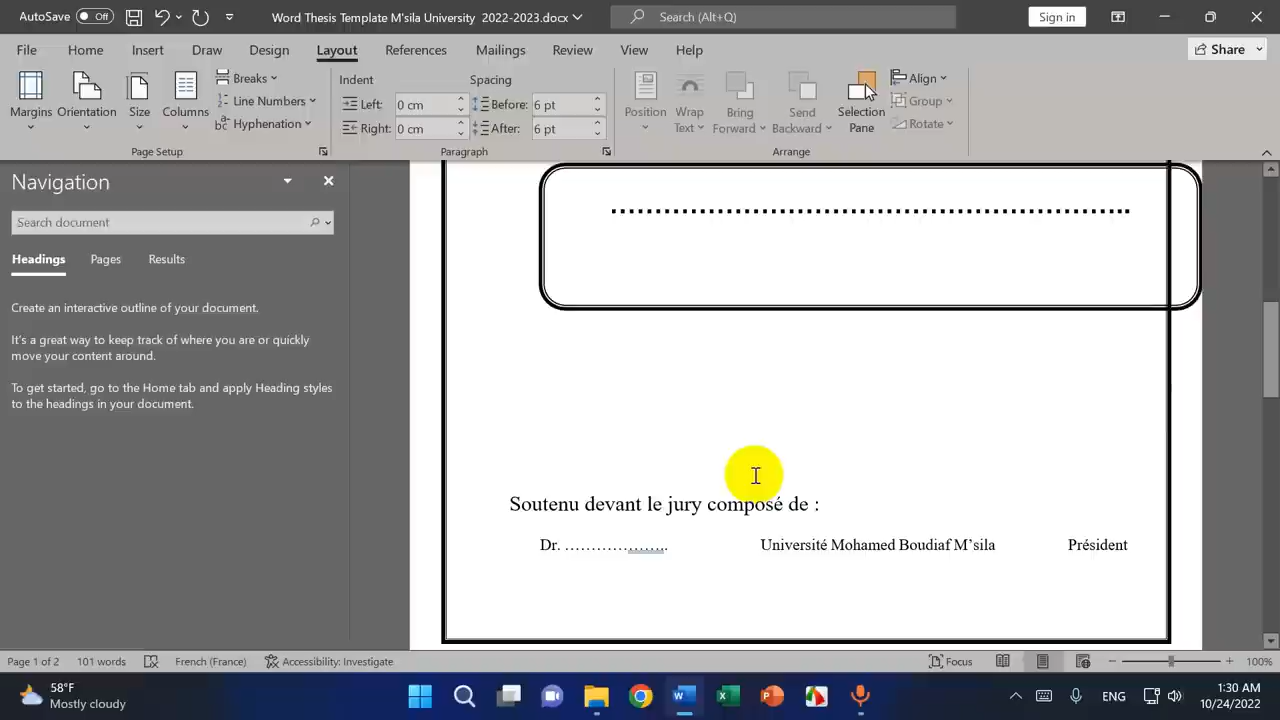 AutoSave Off Word Thesis Template M'sila University 2022-2023.docx Search (Alt+Q) Sign in
File Home Insert Draw Design Layout References Mailings Review View Help Share
Margins Orientation Size Columns Breaks Line Numbers Hyphenation
Page Setup
Indent Spacing
Left: 0 cm Before: 6 pt
Right: 0 cm After: 6 pt
Paragraph
Position Wrap Text Bring Forward Send Backward Selection Pane Align Group Rotate
Arrange
Navigation
Search document
Headings Pages Results
Create an interactive outline of your document.
It's a great way to keep track of where you are or quickly
move your content around.
To get started, go to the Home tab and apply Heading styles
to the headings in your document.
Soutenu devant le jury composé de :
Dr. ………………….. Université Mohamed Boudiaf M’sila Président
Page 1 of 2 101 words French (France) Accessibility: Investigate Focus 100%
58°F
Mostly cloudy
ENG
1:30 AM
10/24/2022